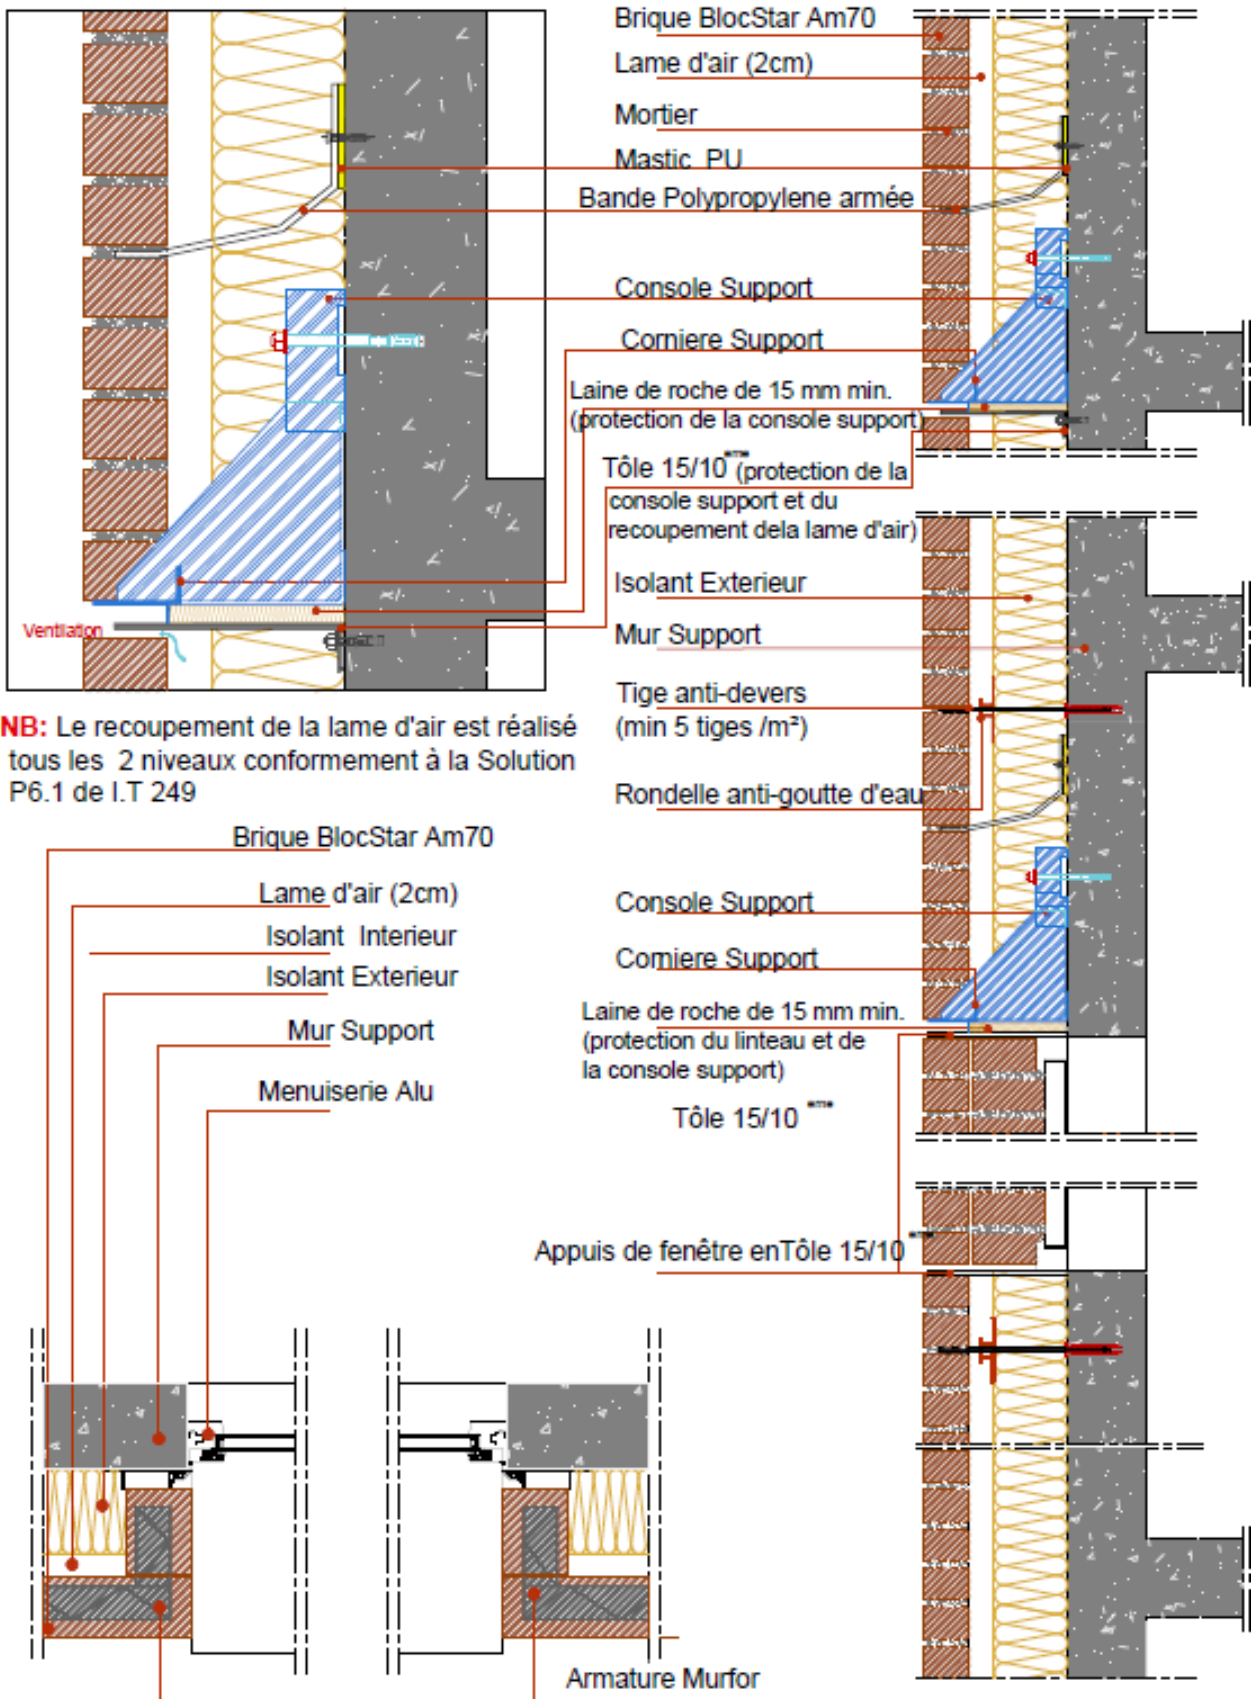 Brique BlocStar Am70
Lame d'air (2cm)
Mortier
Mastic PU
Bande Polypropylene armée
Console Support
Corniere Support
Laine de roche de 15 mm min.
(protection de la console support)
Tôle 15/10 ème (protection de la
console support et du
recoupement dela lame d'air)
Isolant Exterieur
Mur Support
Tige anti-devers
(min 5 tiges /m²)
Rondelle anti-goutte d'eau
Console Support
Corniere Support
Laine de roche de 15 mm min.
(protection du linteau et de
la console support)
Tôle 15/10 ème
Appuis de fenêtre enTôle 15/10 ème
Ventilation
NB: Le recoupement de la lame d'air est réalisé
tous les 2 niveaux conformement à la Solution
P6.1 de I.T 249
Brique BlocStar Am70
Lame d'air (2cm)
Isolant Interieur
Isolant Exterieur
Mur Support
Menuiserie Alu
Armature Murfor